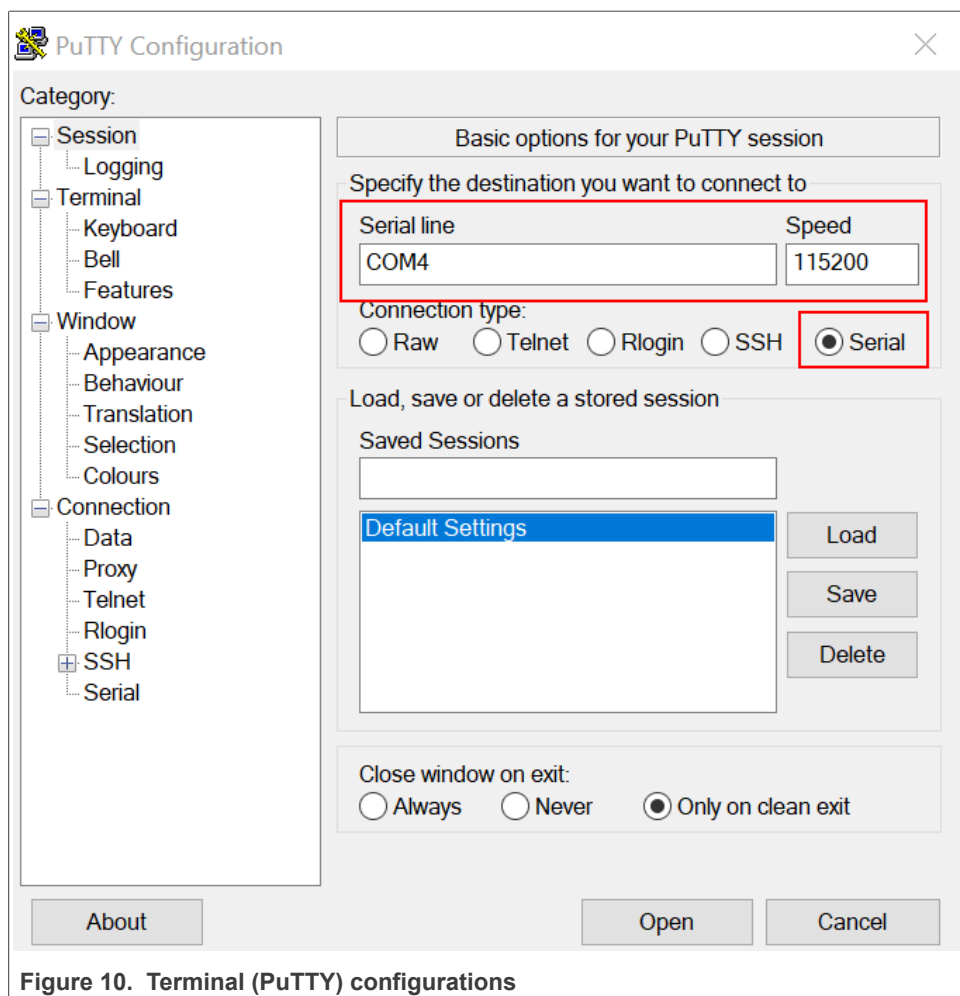 PuTTY Configuration
Category:
Session
Logging
Terminal
Keyboard
Bell
Features
Window
Appearance
Behaviour
Translation
Selection
Colours
Connection
Data
Proxy
Telnet
Rlogin
SSH
Serial
Basic options for your PuTTY session
Specify the destination you want to connect to
Serial line Speed
COM4 115200
Connection type:
Raw Telnet Rlogin SSH Serial
Load, save or delete a stored session
Saved Sessions
Default Settings
Load
Save
Delete
Close window on exit:
Always Never Only on clean exit
About Open Cancel
Figure 10. Terminal (PuTTY) configurations